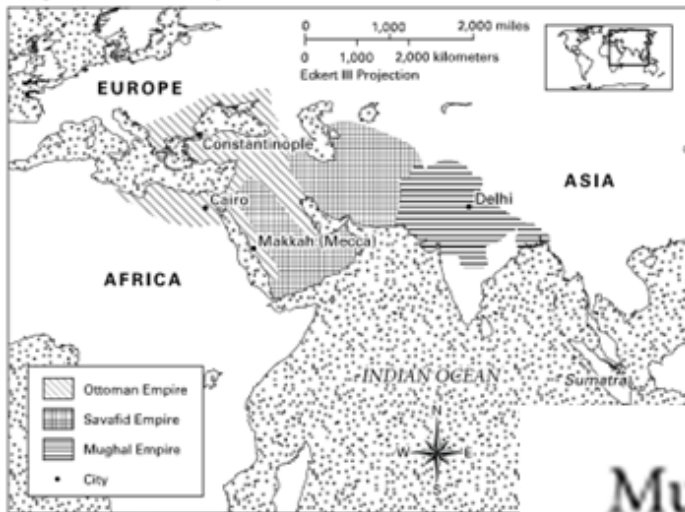 0 1,000 2,000 miles
0 1,000 2,000 kilometers
Eckert III Projection
EUROPE
Constantinople
ASIA
Delhi
Cairo
Makkah (Mecca)
AFRICA
INDIAN OCEAN
Sumatra
Ottoman Empire
Savafid Empire
Mughal Empire
City
N
W E
S
Mu